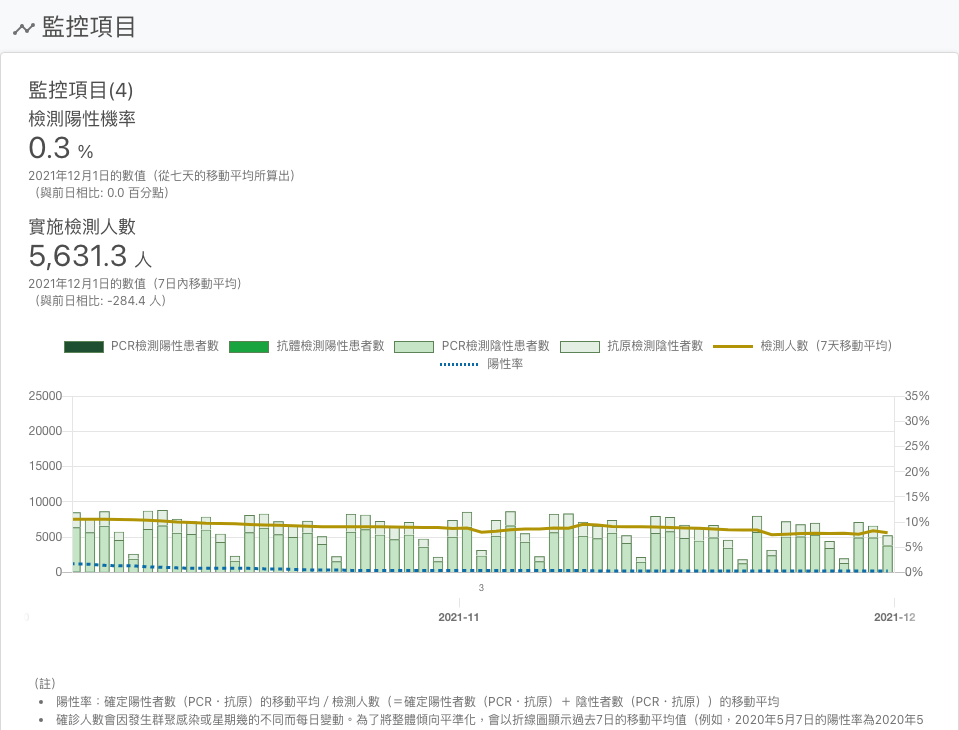 監控項目
監控項目(4)
檢測陽性機率
0.3 %
2021年12月1日的數值（從七天的移動平均所算出）
（與前日相比: 0.0 百分點）
實施檢測人數
5,631.3 人
2021年12月1日的數值（7日內移動平均）
（與前日相比: -284.4 人）
PCR檢測陽性患者數 抗體檢測陽性患者數 PCR檢測陰性患者數 抗原檢測陰性者數 檢測人數（7天移動平均）
陽性率
25000 35%
20000 30%
25%
15000 20%
10000 15%
10%
5000 5%
0 0%
3
2021-11 2021-12
（註）
• 陽性率：確定陽性者數（PCR・抗原）的移動平均 / 檢測人數（＝確定陽性者數（PCR・抗原）＋ 陰性者數（PCR・抗原））的移動平均
• 確診人數會因發生群聚感染或星期幾的不同而每日變動。為了將整體傾向平準化，會以折線圖顯示過去7日的移動平均值（例如，2020年5月7日的陽性率為2020年5